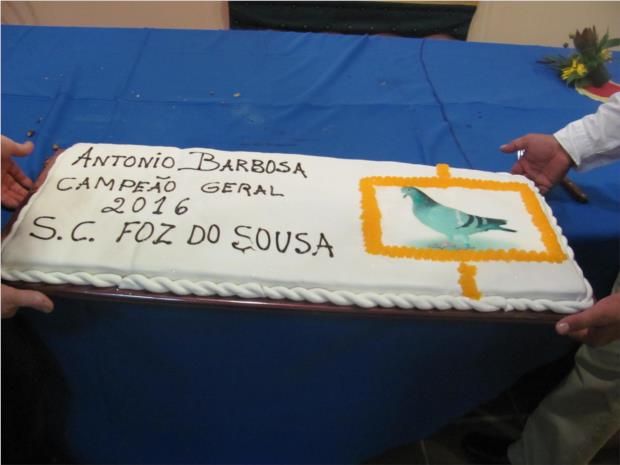 ANTONIO BARBOSA
CAMPEÃO GERAL
2016
S.C. FOZ DO SOUSA